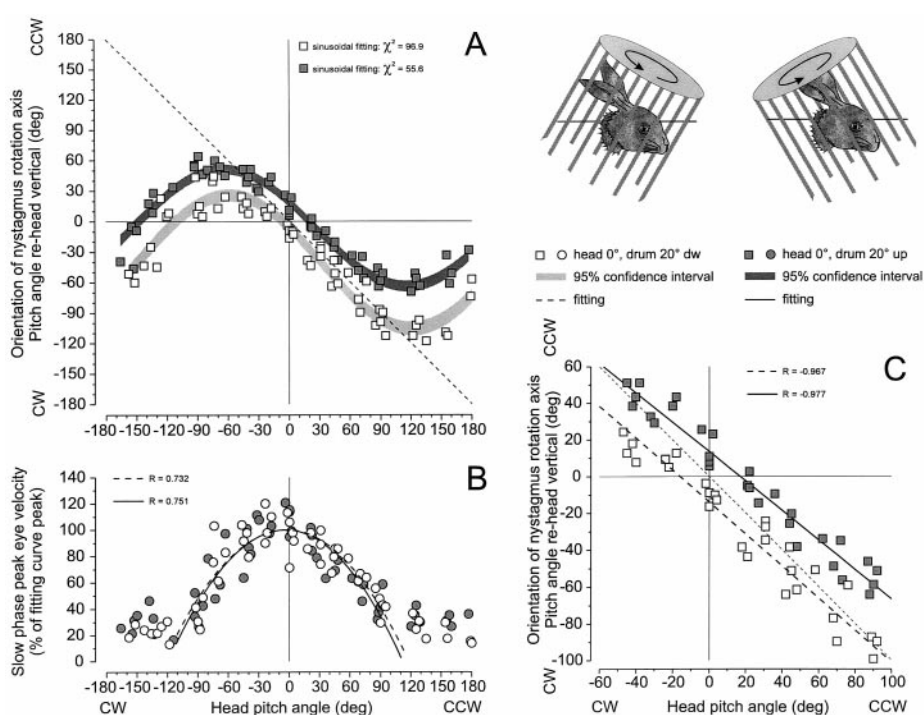 A
CCW
Orientation of nystagmus rotation axis
Pitch angle re-head vertical (deg)
CW
180
150
120
90
60
30
0
-30
-60
-90
-120
-150
-180
sinusoidal fitting: χ² = 96.9
sinusoidal fitting: χ² = 55.6
-180 -150 -120 -90 -60 -30 0 30 60 90 120 150 180
head 0°, drum 20° dw
95% confidence interval
fitting
head 0°, drum 20° up
95% confidence interval
fitting
B
Slow phase peak eye velocity
(% of fitting curve peak)
140
120
100
80
60
40
20
0
R = 0.732
R = 0.751
-180 -150 -120 -90 -60 -30 0 30 60 90 120 150 180
CW Head pitch angle (deg) CCW
C
CCW
Orientation of nystagmus rotation axis
Pitch angle re-head vertical (deg)
CW
60
40
20
0
-20
-40
-60
-80
-100
R = -0.967
R = -0.977
-60 -40 -20 0 20 40 60 80 100
CW Head pitch angle (deg) CCW